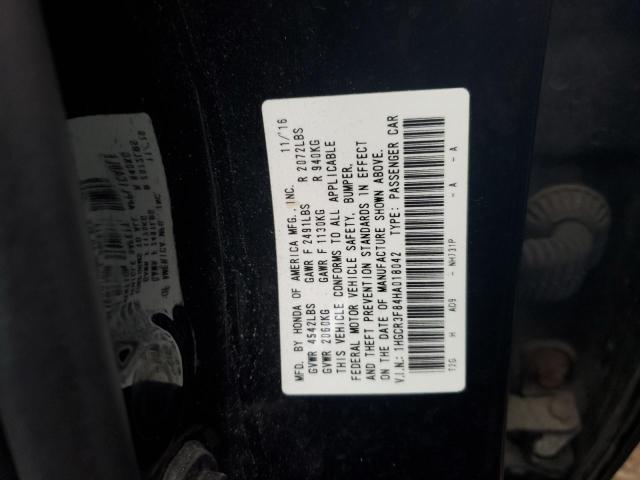 MFD. BY HONDA OF AMERICA MFG., INC. 11/16
GVWR 4542LBS GAWR F 2491LBS R 2072LBS
GVWR 2060KG GAWR F 1130KG R 940KG
THIS VEHICLE CONFORMS TO ALL APPLICABLE
FEDERAL MOTOR VEHICLE SAFETY, BUMPER,
AND THEFT PREVENTION STANDARDS IN EFFECT
ON THE DATE OF MANUFACTURE SHOWN ABOVE.
V.I.N.: 1HGCR3F84HA018042 TYPE: PASSENGER CAR
T2G H A09 - NH731P - A - A